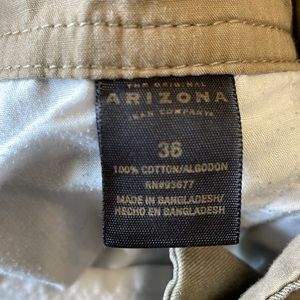 THE ORIGINAL
ARIZONA
JEAN COMPANY
36
100% COTTON/ALGODON
RN#93677
MADE IN BANGLADESH/
HECHO EN BANGLADESH